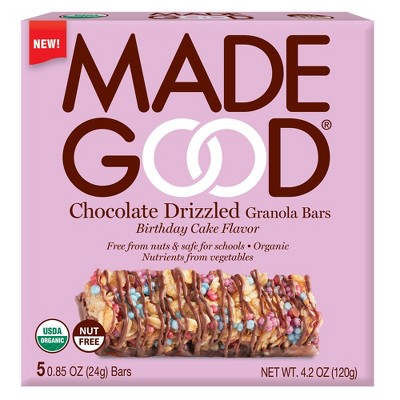 NEW!
MADE
GOOD®
Chocolate Drizzled Granola Bars
Birthday Cake Flavor
Free from nuts & safe for schools • Organic
Nutrients from vegetables
USDA
ORGANIC
NUT
FREE
5 0.85 OZ (24g) Bars
NET WT. 4.2 OZ (120g)